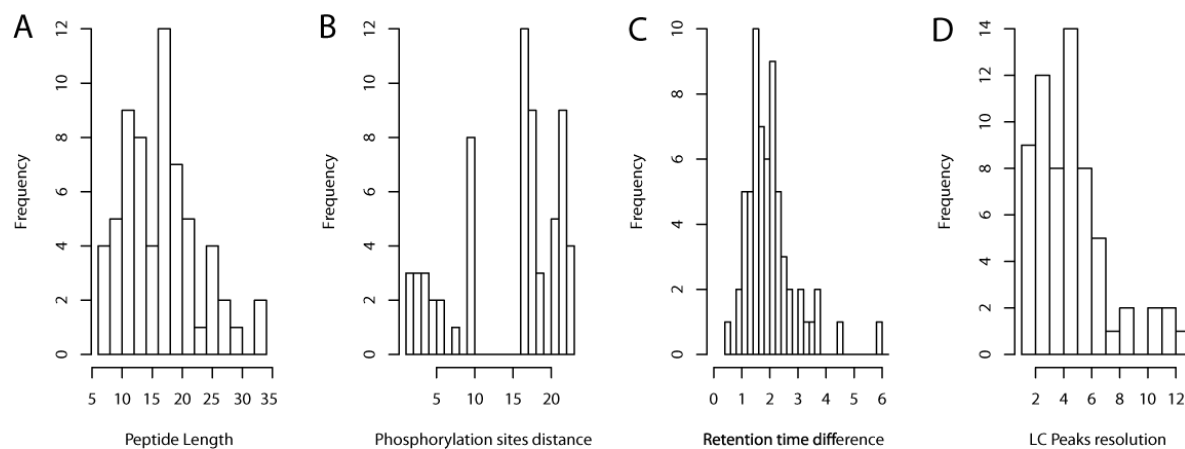 A
Frequency
0 2 4 6 8 10 12
5 10 15 20 25 30 35
Peptide Length
B
Frequency
0 2 4 6 8 10 12
5 10 15 20
Phosphorylation sites distance
C
Frequency
0 2 4 6 8 10
0 1 2 3 4 5 6
Retention time difference
D
Frequency
0 2 4 6 8 10 12 14
2 4 6 8 10 12
LC Peaks resolution